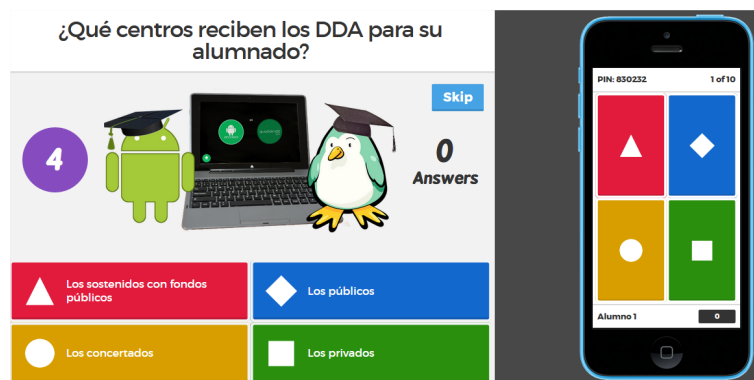 ¿Qué centros reciben los DDA para su
alumnado?
Skip
4
0
Answers
Los sostenidos con fondos
públicos
Los públicos
Los concertados
Los privados
PIN: 830232
1 of 10
Alumno 1
0